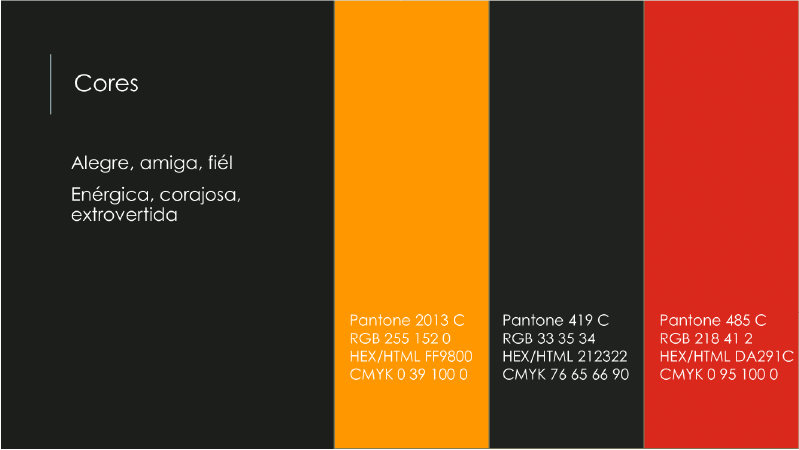 Cores
Alegre, amiga, fiél
Enérgica, corajosa,
extrovertida
Pantone 2013 C
RGB 255 152 0
HEX/HTML FF9800
CMYK 0 39 100 0
Pantone 419 C
RGB 33 35 34
HEX/HTML 212322
CMYK 76 65 66 90
Pantone 485 C
RGB 218 41 2
HEX/HTML DA291C
CMYK 0 95 100 0